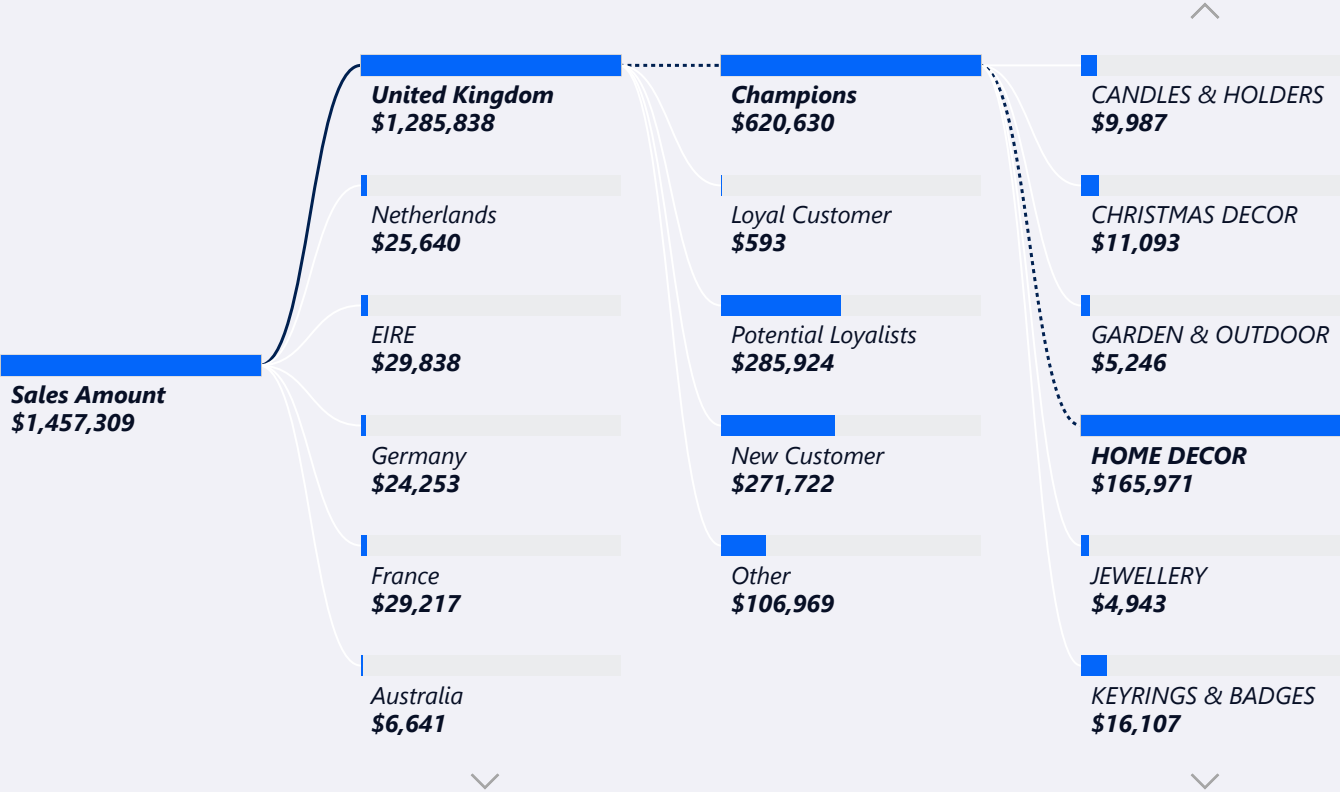 Sales Amount
$1,457,309
United Kingdom
$1,285,838
Netherlands
$25,640
EIRE
$29,838
Germany
$24,253
France
$29,217
Australia
$6,641
Champions
$620,630
Loyal Customer
$593
Potential Loyalists
$285,924
New Customer
$271,722
Other
$106,969
CANDLES & HOLDERS
$9,987
CHRISTMAS DECOR
$11,093
GARDEN & OUTDOOR
$5,246
HOME DECOR
$165,971
JEWELLERY
$4,943
KEYRINGS & BADGES
$16,107